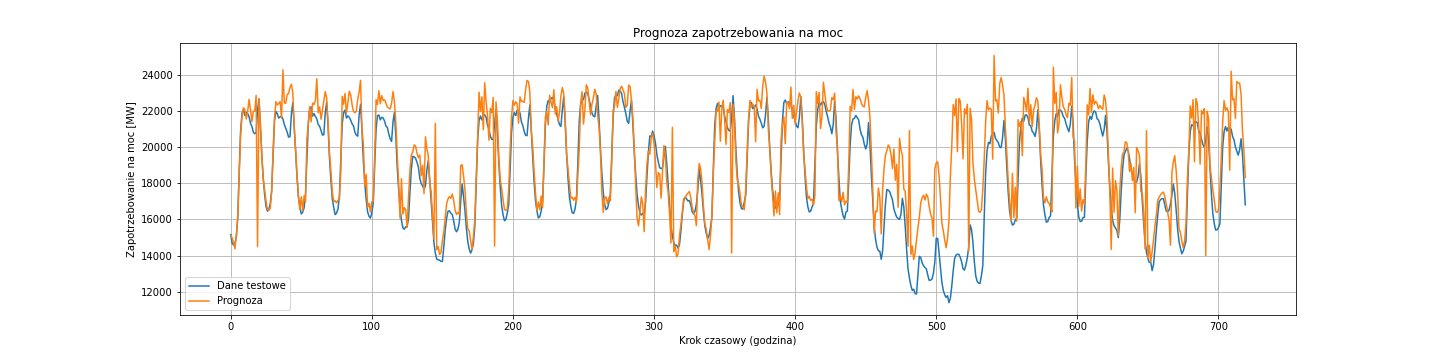 Prognoza zapotrzebowania na moc
Zapotrzebowanie na moc [MW]
24000
22000
20000
18000
16000
14000
12000
Dane testowe
Prognoza
0 100 200 300 400 500 600 700
Krok czasowy (godzina)